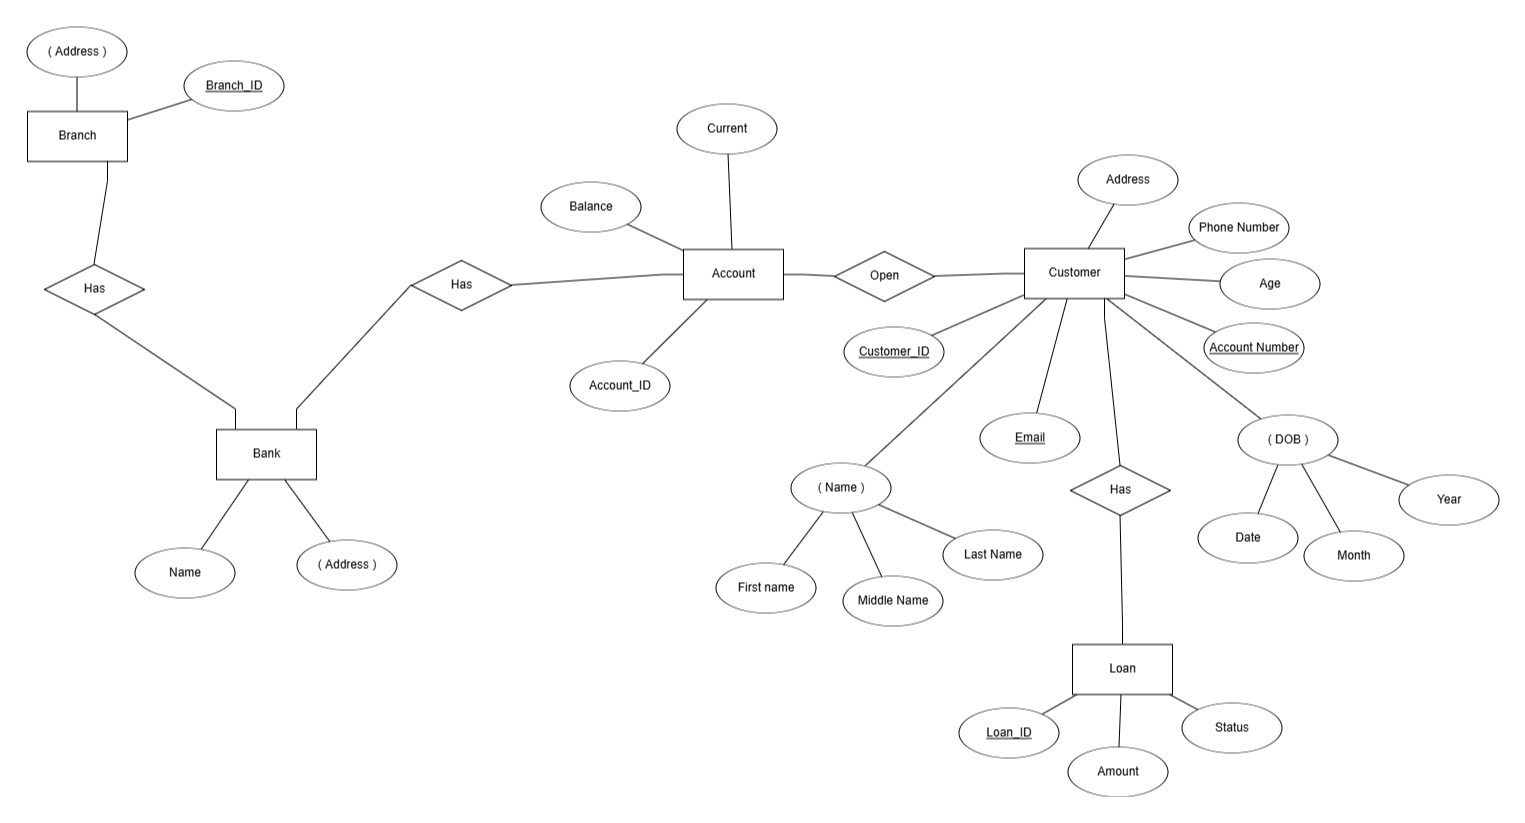 ( Address )
Branch_ID
Branch
Current
Address
Balance
Phone Number
Has
Has
Account
Open
Customer
Age
Customer_ID
Account Number
Account_ID
Email
( DOB )
Bank
( Name )
Has
Year
Name
( Address )
First name
Middle Name
Last Name
Date
Month
Loan
Loan_ID
Amount
Status